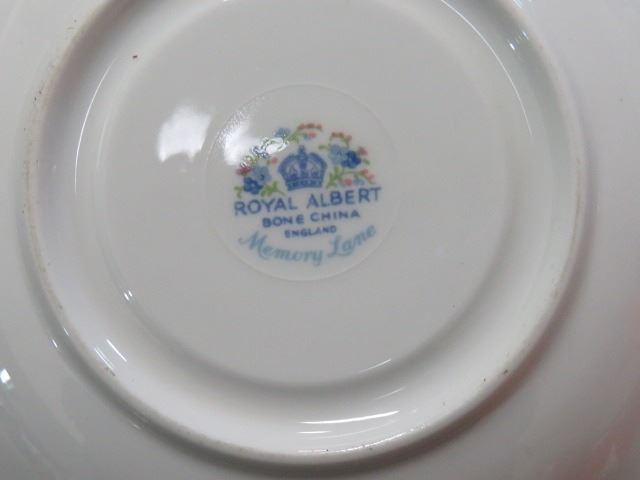 ROYAL ALBERT
BONE CHINA
ENGLAND
Memory Lane